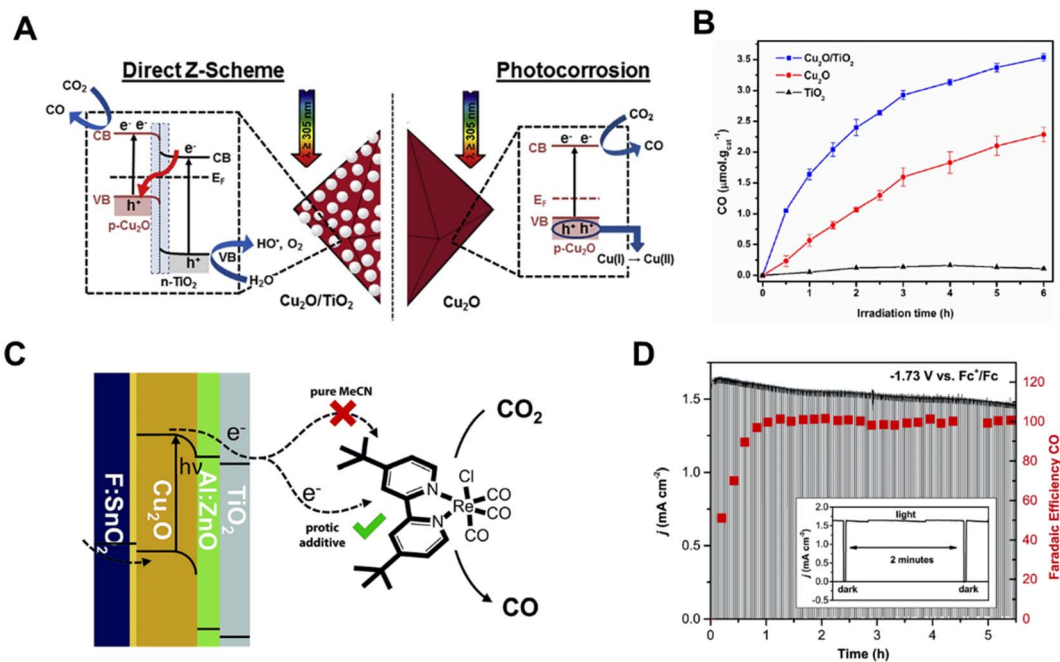 A
Direct Z-Scheme
Photocorrosion
CO₂
CO
CB
e⁻ e⁻
e⁻
CB
E_F
VB
h⁺
p-Cu₂O
h⁺
VB
n-TiO₂
HO•, O₂
H₂O
λ ≥ 305 nm
Cu₂O/TiO₂
λ ≥ 305 nm
Cu₂O
CB
e⁻ e⁻
CO₂
CO
E_F
VB
h⁺ h⁺
p-Cu₂O
Cu(I) → Cu(II)
B
Cu₂O/TiO₂
Cu₂O
TiO₂
CO (μmol.g_cat⁻¹)
3.5
3.0
2.5
2.0
1.5
1.0
0.5
0.0
0 1 2 3 4 5 6
Irradiation time (h)
C
F:SnO₂
Cu₂O
Al:ZnO
TiO₂
hν
e⁻
pure MeCN
e⁻
protic
additive
CO₂
N
N
Re
Cl
CO
CO
CO
CO
D
-1.73 V vs. Fc⁺/Fc
j (mA cm⁻²)
1.5
1.0
0.5
0.0
120
100
80
60
40
20
0
Faradaic Efficiency CO
j (mA cm⁻²)
2.0
1.5
1.0
0.5
0.0
-0.5
light
2 minutes
dark
dark
0 1 2 3 4 5
Time (h)